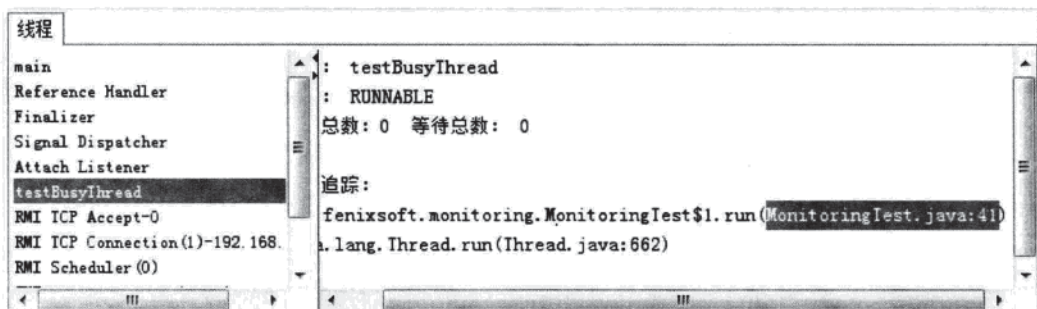 线程
main
Reference Handler
Finalizer
Signal Dispatcher
Attach Listener
testBusyThread
RMI TCP Accept-0
RMI TCP Connection(1)-192.168.
RMI Scheduler(0)
: testBusyThread
: RUNNABLE
总数: 0 等待总数: 0
追踪:
fenixsoft.monitoring.MonitoringTest$1.run(MonitoringTest.java:41)
a.lang.Thread.run(Thread.java:662)